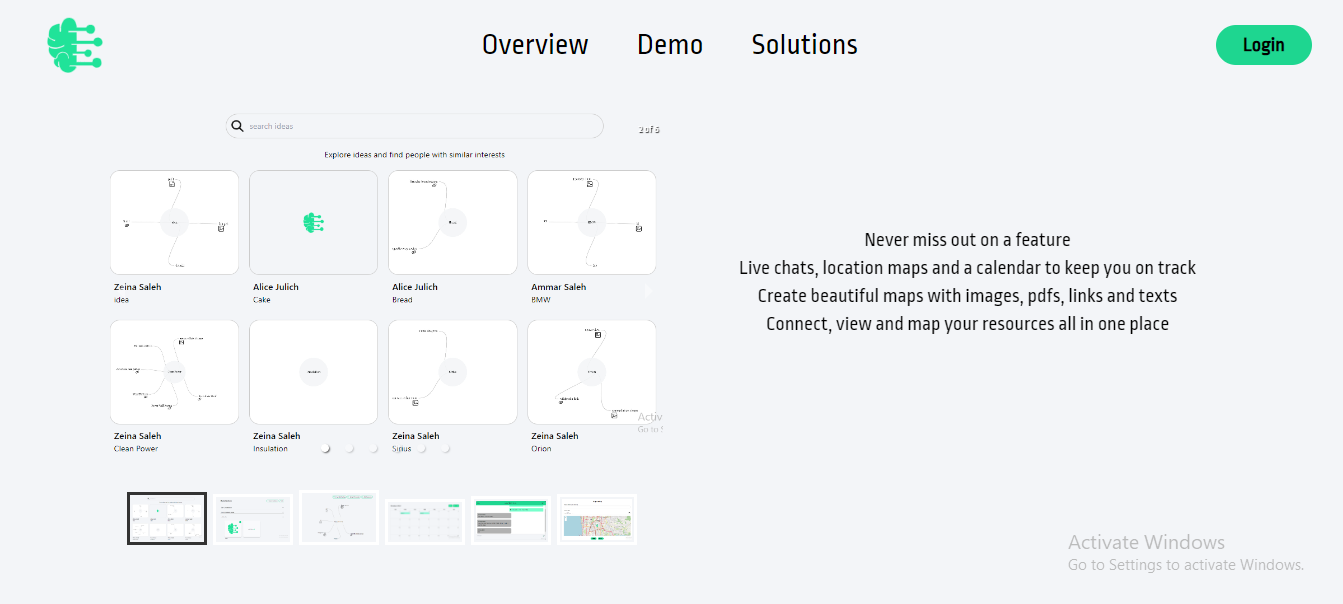 Overview Demo Solutions
Login
search ideas
2 of 6
Explore ideas and find people with similar interests
Zeina Saleh Alice Julich Alice Julich Ammar Saleh
idea Cake Bread BMW
Never miss out on a feature
Live chats, location maps and a calendar to keep you on track
Create beautiful maps with images, pdfs, links and texts
Connect, view and map your resources all in one place
Activ
Go to S
Zeina Saleh Zeina Saleh Zeina Saleh Zeina Saleh
Clean Power Insulation Sipus Orion
Activate Windows
Go to Settings to activate Windows.